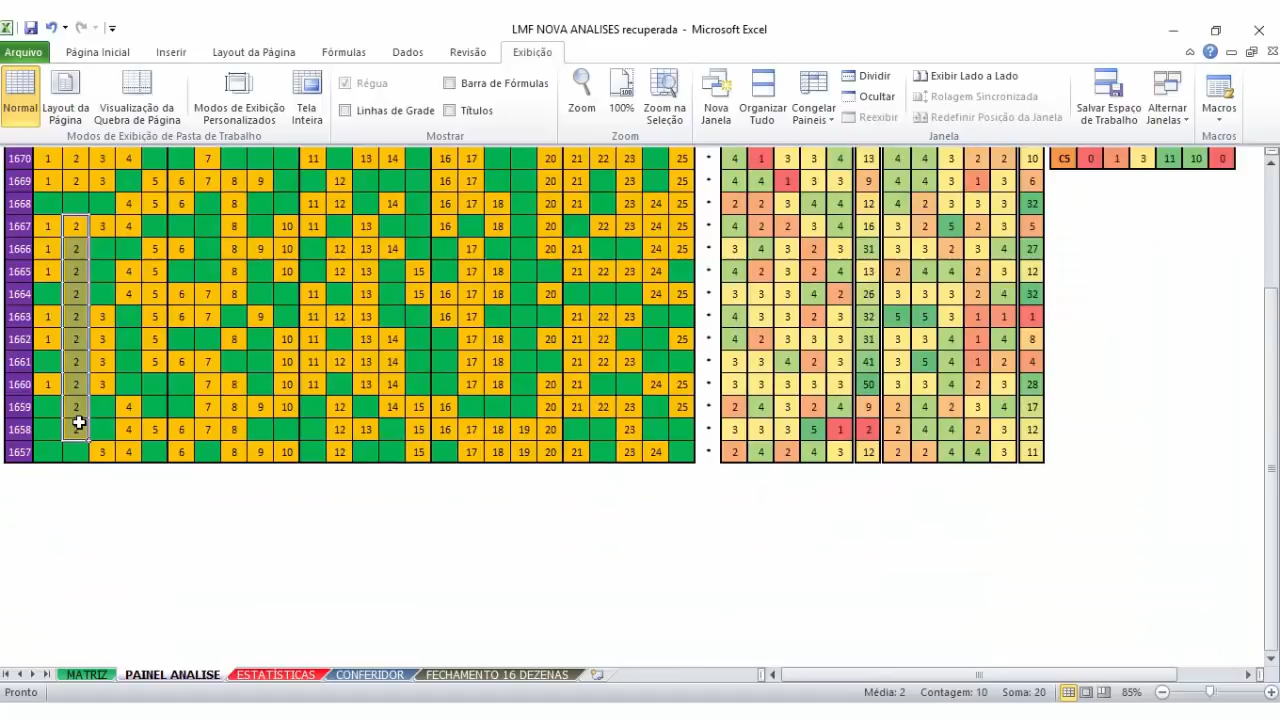 LMF NOVA ANALISES recuperada - Microsoft Excel
Arquivo Página Inicial Inserir Layout da Página Fórmulas Dados Revisão Exibição
Normal Layout da Página Visualização da Quebra de Página Modos de Exibição Personalizados Tela Inteira
Modos de Exibição de Pasta de Trabalho
Régua Barra de Fórmulas
Linhas de Grade Títulos
Mostrar
Zoom 100% Zoom na Seleção
Zoom
Nova Janela Organizar Tudo Congelar Painéis
Dividir
Ocultar
Reexibir
Exibir Lado a Lado
Rolagem Sincronizada
Redefinir Posição da Janela
Janela
Salvar Espaço de Trabalho Alternar Janelas
Macros
Macros
1670 1 2 3 4 7 11 13 14 16 17 20 21 22 23 25 * 4 1 3 3 4 13 4 4 3 2 2 10 C5 0 1 3 11 10 0
1669 1 2 3 5 6 7 8 9 12 16 17 20 21 23 25 * 4 4 1 3 3 9 4 4 3 1 3 6
1668 4 5 6 8 11 12 14 16 17 18 20 21 23 24 25 * 2 2 3 4 4 12 4 2 3 3 3 32
1667 1 2 3 4 8 10 11 13 16 18 20 22 23 24 25 * 4 2 2 3 4 16 3 2 5 2 3 5
1666 1 2 5 6 8 9 10 12 13 14 17 20 21 24 25 * 3 4 3 2 3 31 3 3 2 3 4 27
1665 1 2 4 5 8 10 12 13 15 17 18 21 22 23 24 * 4 2 3 2 4 13 2 4 4 2 3 12
1664 2 4 5 6 7 8 11 13 15 16 17 18 20 24 25 * 3 3 3 4 2 26 3 3 3 2 4 32
1663 1 2 3 5 6 7 9 11 12 13 16 17 21 22 23 * 4 3 3 2 3 32 5 5 3 1 1 1
1662 1 2 3 5 8 10 11 13 14 17 18 20 21 22 25 * 4 2 3 3 3 31 3 3 4 1 4 8
1661 2 3 5 6 7 10 11 12 13 14 17 18 21 22 23 * 3 3 4 2 3 41 3 5 4 1 2 4
1660 1 2 3 7 8 10 11 13 14 17 18 20 21 24 25 * 3 3 3 3 3 50 3 3 4 2 3 28
1659 2 4 7 8 9 10 12 14 15 16 20 21 22 23 25 * 2 4 3 2 4 9 2 4 2 3 4 17
1658 4 5 6 7 8 12 13 15 17 18 19 20 23 * 3 3 3 5 1 2 2 4 4 2 3 12
1657 3 4 6 8 9 10 12 15 17 18 19 20 21 23 24 * 2 4 2 4 3 12 2 2 4 4 3 11
MATRIZ PAINEL ANALISE ESTATÍSTICAS CONFERIDOR FECHAMENTO 16 DEZENAS
Pronto Média: 2 Contagem: 10 Soma: 20 85%